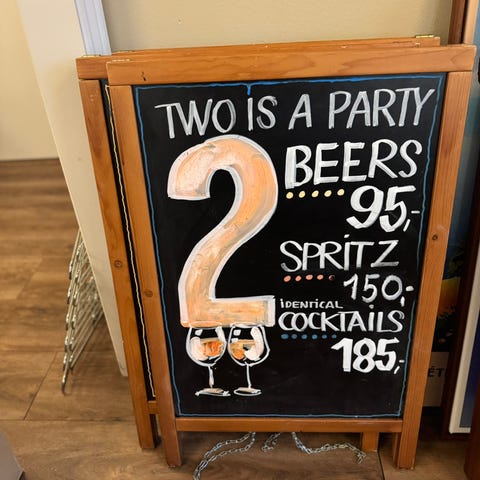 TWO IS A PARTY
2
BEERS
95,-
SPRITZ
150,-
IDENTICAL
COCKTAILS
185,-